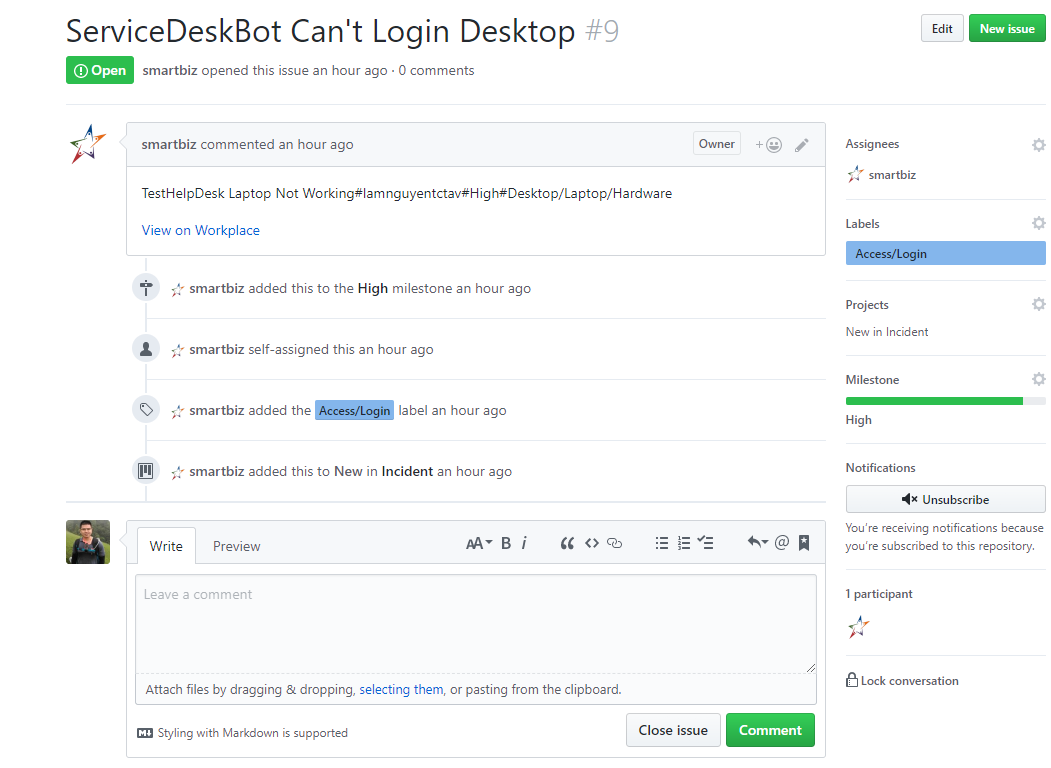 ServiceDeskBot Can't Login Desktop #9
Edit
New issue
Open
smartbiz opened this issue an hour ago · 0 comments
smartbiz commented an hour ago
Owner
TestHelpDesk Laptop Not Working#lamnguyentctav#High#Desktop/Laptop/Hardware
View on Workplace
smartbiz added this to the High milestone an hour ago
smartbiz self-assigned this an hour ago
smartbiz added the Access/Login label an hour ago
smartbiz added this to New in Incident an hour ago
Write
Preview
AA B i
Leave a comment
Attach files by dragging & dropping, selecting them, or pasting from the clipboard.
Styling with Markdown is supported
Close issue
Comment
Assignees
smartbiz
Labels
Access/Login
Projects
New in Incident
Milestone
High
Notifications
Unsubscribe
You're receiving notifications because
you're subscribed to this repository.
1 participant
Lock conversation